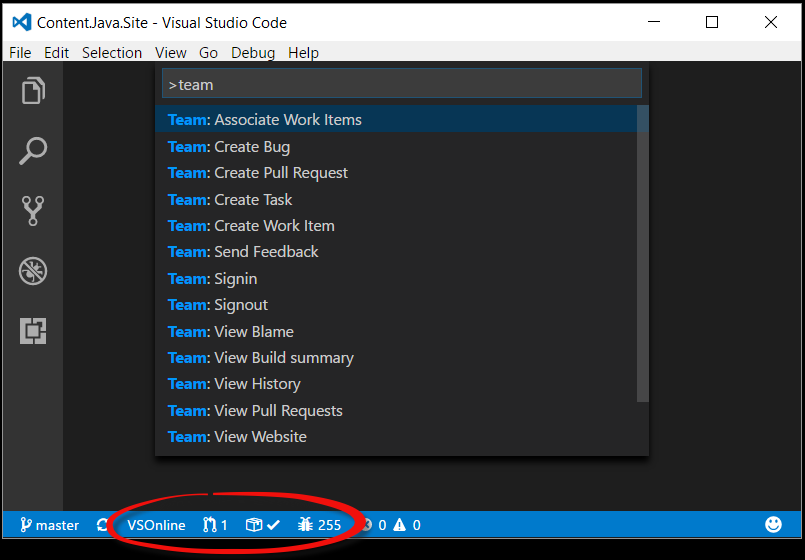 Content.Java.Site - Visual Studio Code
File Edit Selection View Go Debug Help
>team
Team: Associate Work Items
Team: Create Bug
Team: Create Pull Request
Team: Create Task
Team: Create Work Item
Team: Send Feedback
Team: Signin
Team: Signout
Team: View Blame
Team: View Build summary
Team: View History
Team: View Pull Requests
Team: View Website
master VSOnline 1 255 0 0